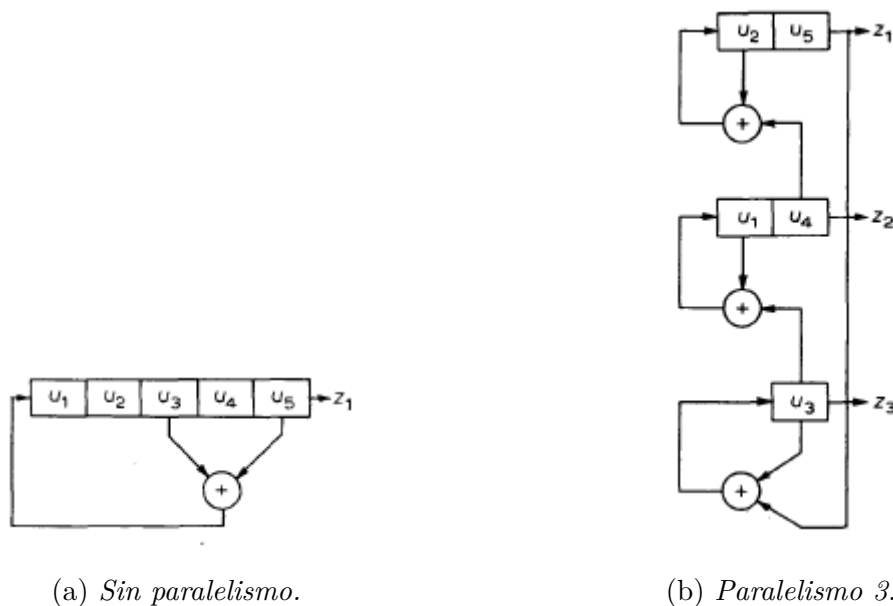 u₂ u₅ z₁
+
u₁ u₄ z₂
+
u₁ u₂ u₃ u₄ u₅ z₁
u₃ z₃
+
+
(a) Sin paralelismo.
(b) Paralelismo 3.